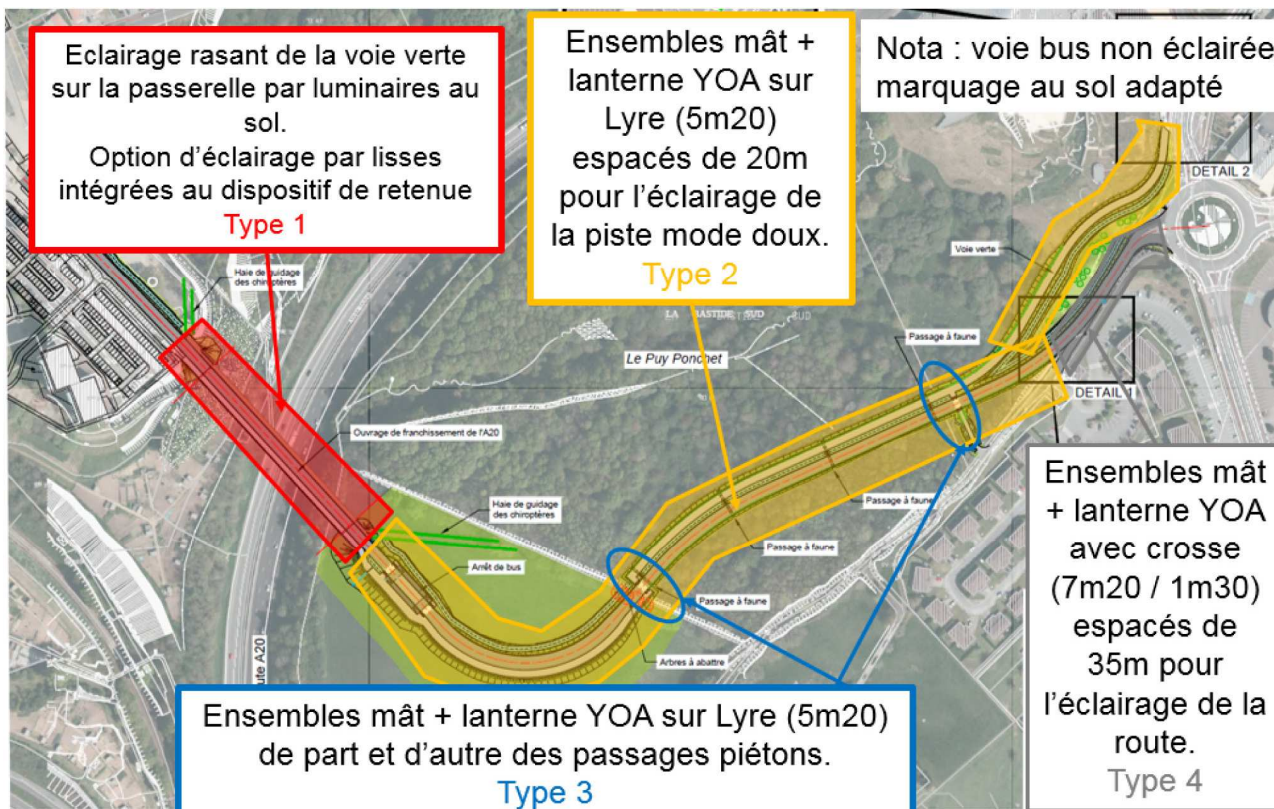 Eclairage rasant de la voie verte
sur la passerelle par luminaires au
sol.
Option d'éclairage par lisses
intégrées au dispositif de retenue
Type 1
Ensembles mât +
lanterne YOA sur
Lyre (5m20)
espacés de 20m
pour l'éclairage de
la piste mode doux.
Type 2
Nota : voie bus non éclairée
marquage au sol adapté
DETAIL 2
Voie verte
Haie de guidage
des chiroptères
LA BASTIDE SUD
SUD
Passage à faune
Le Puy Ponchet
DETAIL 1
Ouvrage de franchissement de l'A20
Passage à faune
Haie de guidage
des chiroptères
Passage à faune
Arrêt de bus
Passage à faune
Arbres à abattre
ute A20
Ensembles mât
+ lanterne YOA
avec crosse
(7m20 / 1m30)
espacés de
35m pour
l'éclairage de la
route.
Type 4
Ensembles mât + lanterne YOA sur Lyre (5m20)
de part et d'autre des passages piétons.
Type 3